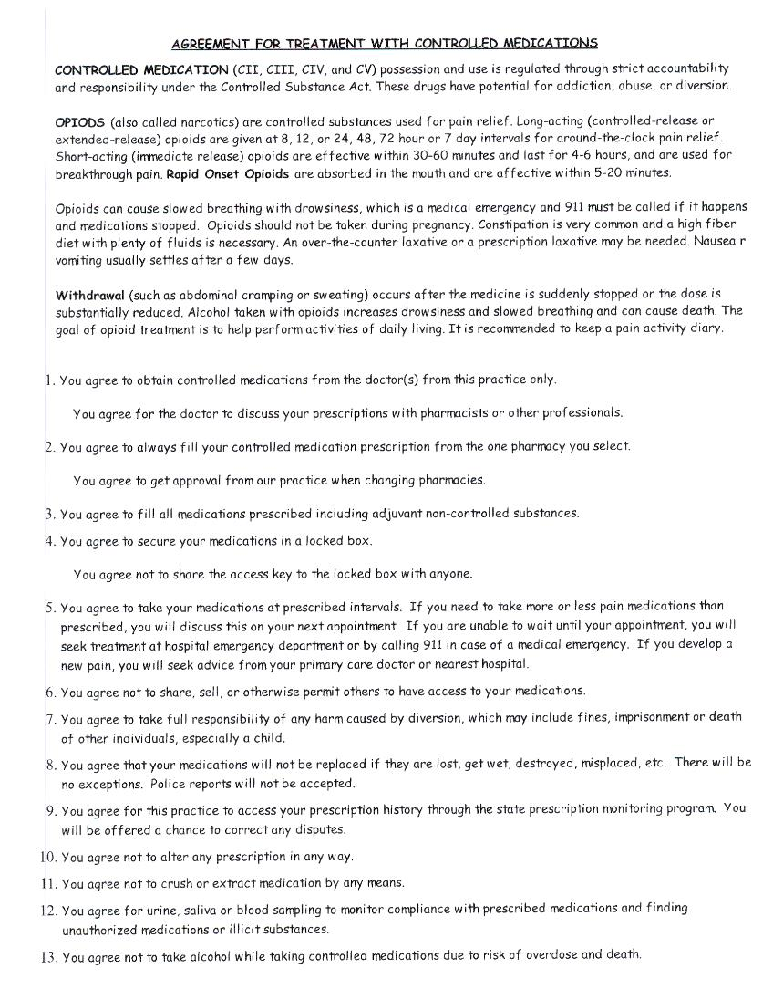 AGREEMENT FOR TREATMENT WITH CONTROLLED MEDICATIONS
CONTROLLED MEDICATION (CII, CIII, CIV, and CV) possession and use is regulated through strict accountability
and responsibility under the Controlled Substance Act. These drugs have potential for addiction, abuse, or diversion.
OPIODS (also called narcotics) are controlled substances used for pain relief. Long-acting (controlled-release or
extended-release) opioids are given at 8, 12, or 24, 48, 72 hour or 7 day intervals for around-the-clock pain relief.
Short-acting (immediate release) opioids are effective within 30-60 minutes and last for 4-6 hours, and are used for
breakthrough pain. Rapid Onset Opioids are absorbed in the mouth and are affective within 5-20 minutes.
Opioids can cause slowed breathing with drowsiness, which is a medical emergency and 911 must be called if it happens
and medications stopped. Opioids should not be taken during pregnancy. Constipation is very common and a high fiber
diet with plenty of fluids is necessary. An over-the-counter laxative or a prescription laxative may be needed. Nausea r
vomiting usually settles after a few days.
Withdrawal (such as abdominal cramping or sweating) occurs after the medicine is suddenly stopped or the dose is
substantially reduced. Alcohol taken with opioids increases drowsiness and slowed breathing and can cause death. The
goal of opioid treatment is to help perform activities of daily living. It is recommended to keep a pain activity diary.
1. You agree to obtain controlled medications from the doctor(s) from this practice only.
You agree for the doctor to discuss your prescriptions with pharmacists or other professionals.
2. You agree to always fill your controlled medication prescription from the one pharmacy you select.
You agree to get approval from our practice when changing pharmacies.
3. You agree to fill all medications prescribed including adjuvant non-controlled substances.
4. You agree to secure your medications in a locked box.
You agree not to share the access key to the locked box with anyone.
5. You agree to take your medications at prescribed intervals. If you need to take more or less pain medications than
prescribed, you will discuss this on your next appointment. If you are unable to wait until your appointment, you will
seek treatment at hospital emergency department or by calling 911 in case of a medical emergency. If you develop a
new pain, you will seek advice from your primary care doctor or nearest hospital.
6. You agree not to share, sell, or otherwise permit others to have access to your medications.
7. You agree to take full responsibility of any harm caused by diversion, which may include fines, imprisonment or death
of other individuals, especially a child.
8. You agree that your medications will not be replaced if they are lost, get wet, destroyed, misplaced, etc. There will be
no exceptions. Police reports will not be accepted.
9. You agree for this practice to access your prescription history through the state prescription monitoring program. You
will be offered a chance to correct any disputes.
10. You agree not to alter any prescription in any way.
11. You agree not to crush or extract medication by any means.
12. You agree for urine, saliva or blood sampling to monitor compliance with prescribed medications and finding
unauthorized medications or illicit substances.
13. You agree not to take alcohol while taking controlled medications due to risk of overdose and death.